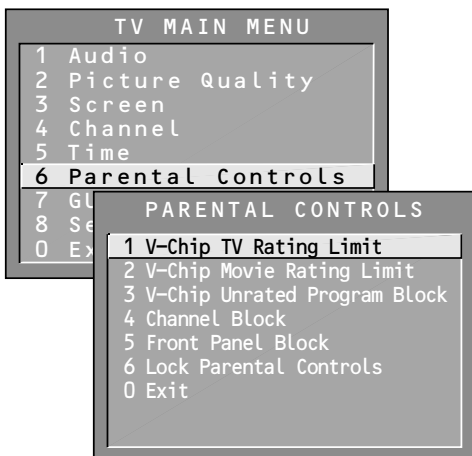 TV MAIN MENU
1 Audio
2 Picture Quality
3 Screen
4 Channel
5 Time
6 Parental Controls
7
8
0
PARENTAL CONTROLS
1 V-Chip TV Rating Limit
2 V-Chip Movie Rating Limit
3 V-Chip Unrated Program Block
4 Channel Block
5 Front Panel Block
6 Lock Parental Controls
0 Exit